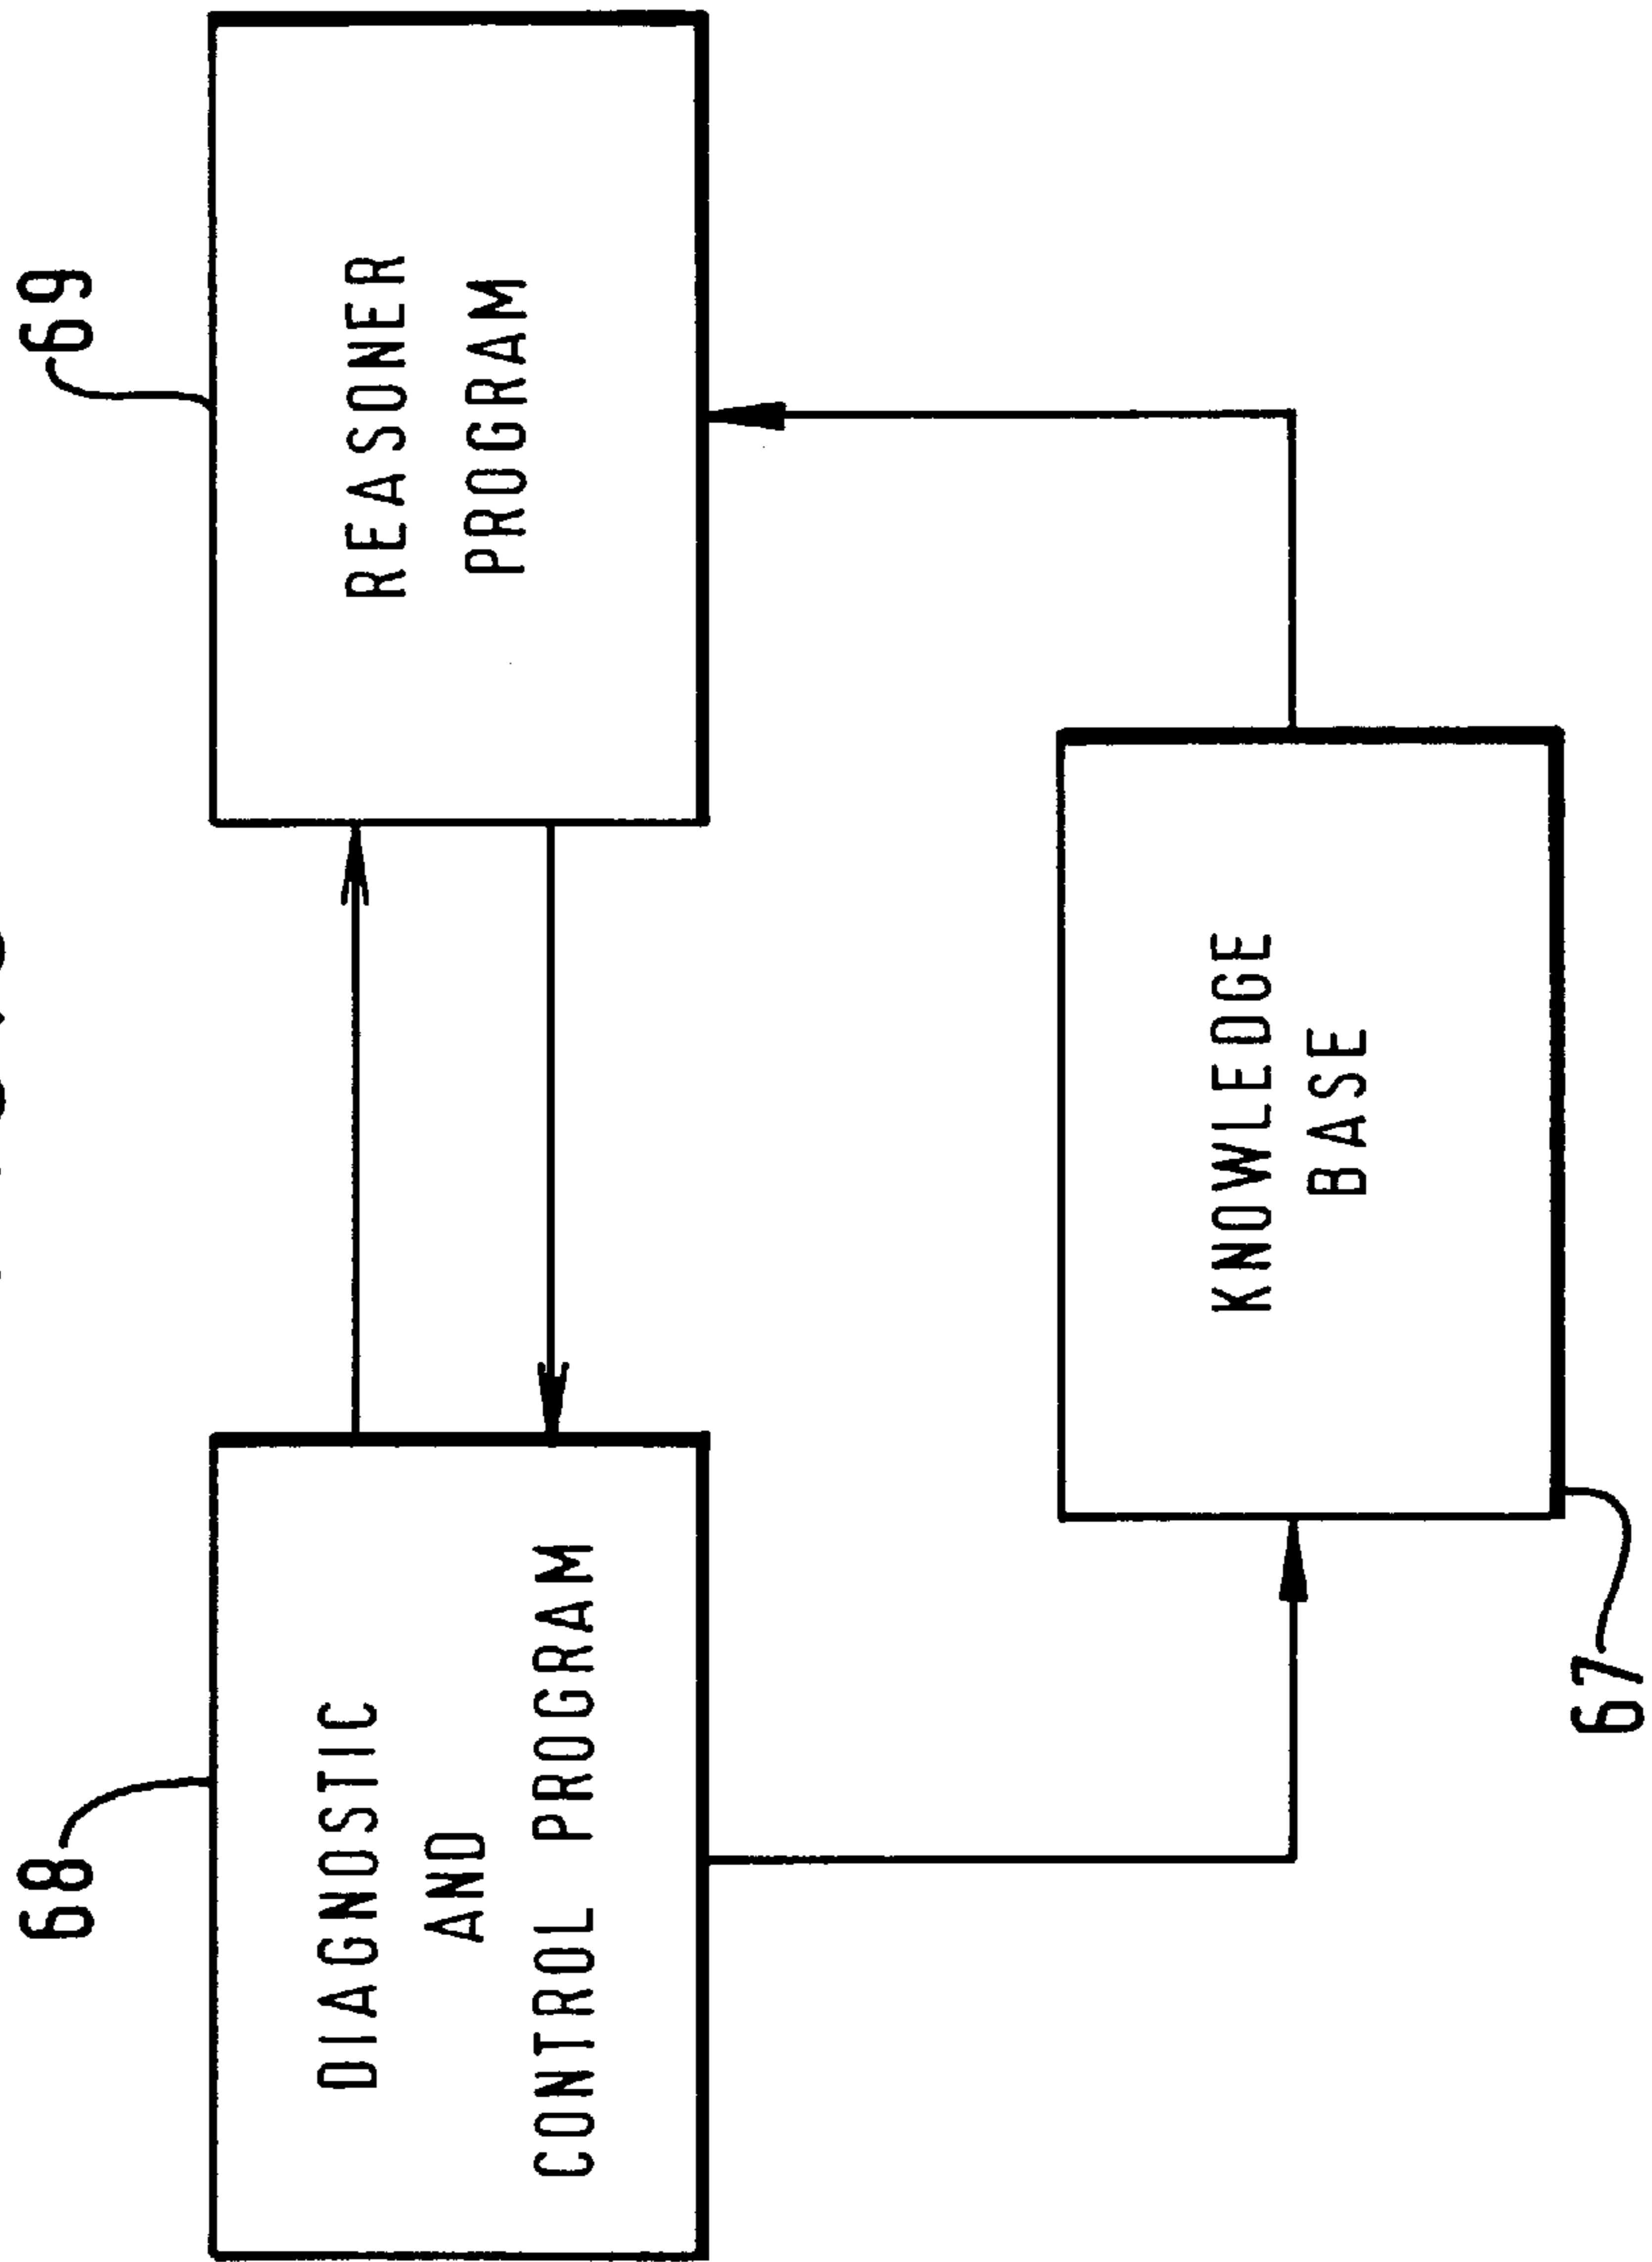 68
69
DIAGNOSTIC
AND
CONTROL PROGRAM
REASONER
PROGRAM
KNOWLEDGE
BASE
67